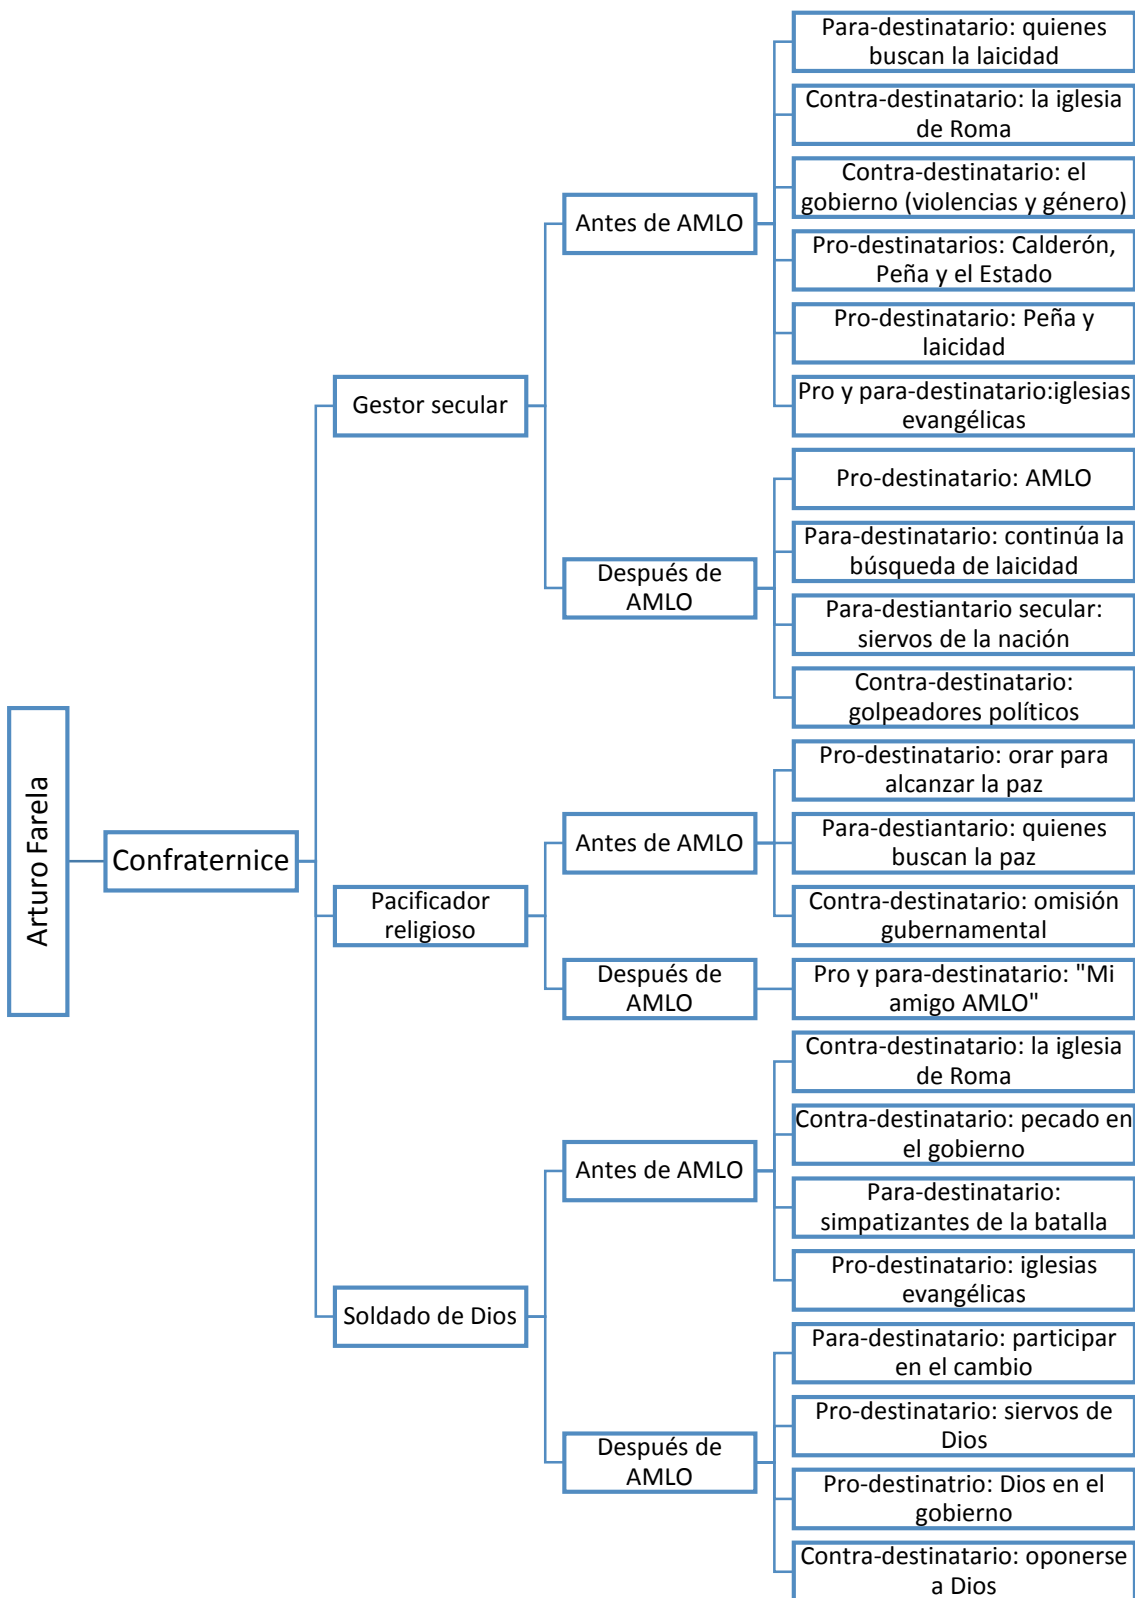 Arturo Farela
Confraternice
Gestor secular
Antes de AMLO
Para-destinatario: quienes
buscan la laicidad
Contra-destinatario: la iglesia
de Roma
Contra-destinatario: el
gobierno (violencias y género)
Pro-destinatarios: Calderón,
Peña y el Estado
Pro-destinatario: Peña y
laicidad
Pro y para-destinatario:iglesias
evangélicas
Después de
AMLO
Pro-destinatario: AMLO
Para-destinatario: continúa la
búsqueda de laicidad
Para-destiantario secular:
siervos de la nación
Contra-destinatario:
golpeadores políticos
Pacificador
religioso
Antes de AMLO
Pro-destinatario: orar para
alcanzar la paz
Para-destiantario: quienes
buscan la paz
Contra-destinatario: omisión
gubernamental
Después de
AMLO
Pro y para-destinatario: "Mi
amigo AMLO"
Soldado de Dios
Antes de AMLO
Contra-destinatario: la iglesia
de Roma
Contra-destinatario: pecado en
el gobierno
Para-destinatario:
simpatizantes de la batalla
Pro-destinatario: iglesias
evangélicas
Después de
AMLO
Para-destinatario: participar
en el cambio
Pro-destinatario: siervos de
Dios
Pro-destinatrio: Dios en el
gobierno
Contra-destinatario: oponerse
a Dios